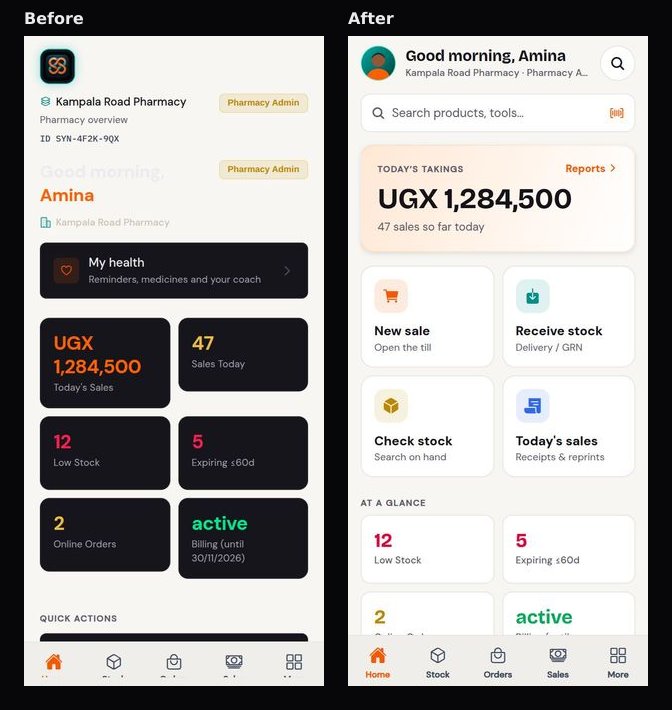 Before
Kampala Road Pharmacy
Pharmacy Admin
Pharmacy overview
ID SYN-4F2K-9QX
Good morning,
Pharmacy Admin
Amina
Kampala Road Pharmacy
My health
Reminders, medicines and your coach
UGX
1,284,500
Today's Sales
47
Sales Today
12
Low Stock
5
Expiring ≤60d
2
Online Orders
active
Billing (until
30/11/2026)
QUICK ACTIONS
After
Good morning, Amina
Kampala Road Pharmacy · Pharmacy A...
Search products, tools...
TODAY'S TAKINGS
Reports
UGX 1,284,500
47 sales so far today
New sale
Open the till
Receive stock
Delivery / GRN
Check stock
Search on hand
Today's sales
Receipts & reprints
AT A GLANCE
12
Low Stock
5
Expiring ≤60d
2
active
Home
Stock
Orders
Sales
More